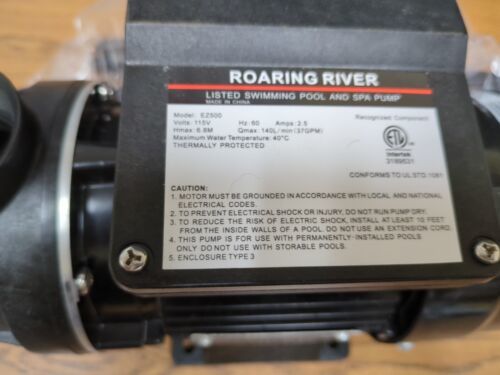 ROARING RIVER
LISTED SWIMMING POOL AND SPA PUMP
MADE IN CHINA
Model: EZ500 Recognized Component
Volts: 115V Hz: 60 Amps: 2.5
Hmax: 6.8M Qmax: 140L/min(37GPM)
Maximum Water Temperature: 40°C
THERMALLY PROTECTED
ETL
Intertek
3189631
CONFORMS TO UL STD.1081
CAUTION:
1. MOTOR MUST BE GROUNDED IN ACCORDANCE WITH LOCAL AND NATIONAL
ELECTRICAL CODES.
2. TO PREVENT ELECTRICAL SHOCK OR INJURY, DO NOT RUN PUMP DRY.
3. TO REDUCE THE RISK OF ELECTRIC SHOCK, INSTALL AT LEAST 10 FEET
FROM THE INSIDE WALLS OF A POOL. DO NOT USE AN EXTENSION CORD.
4. THIS PUMP IS FOR USE WITH PERMANENTLY-INSTALLED POOLS
ONLY DO NOT USE WITH STORABLE POOLS.
5. ENCLOSURE TYPE 3